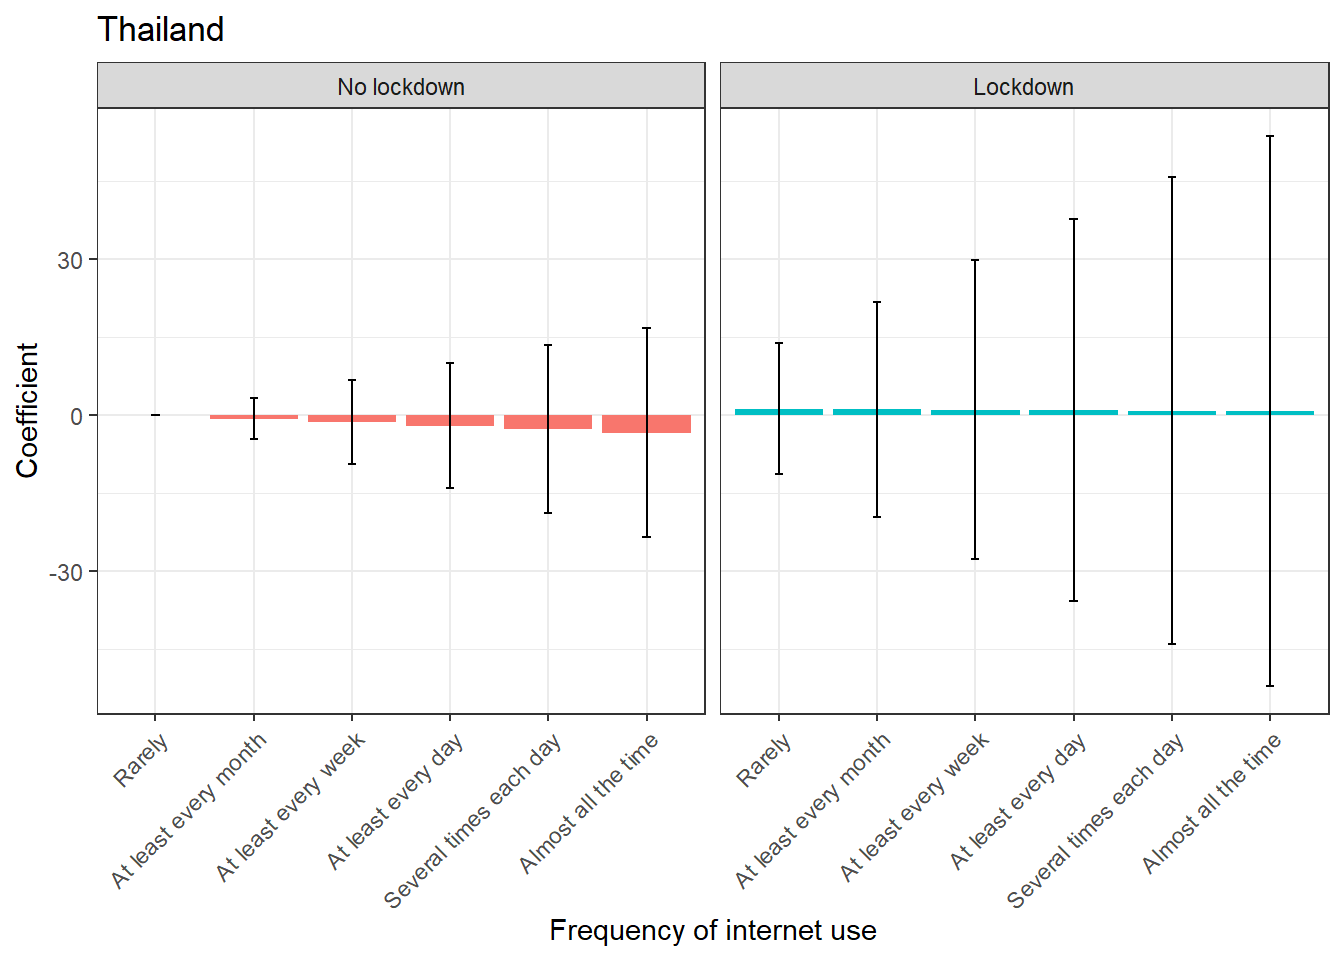 Thailand
No lockdown
Lockdown
Coefficient
30
0
-30
Rarely
At least every month
At least every week
At least every day
Several times each day
Almost all the time
Rarely
At least every month
At least every week
At least every day
Several times each day
Almost all the time
Frequency of internet use